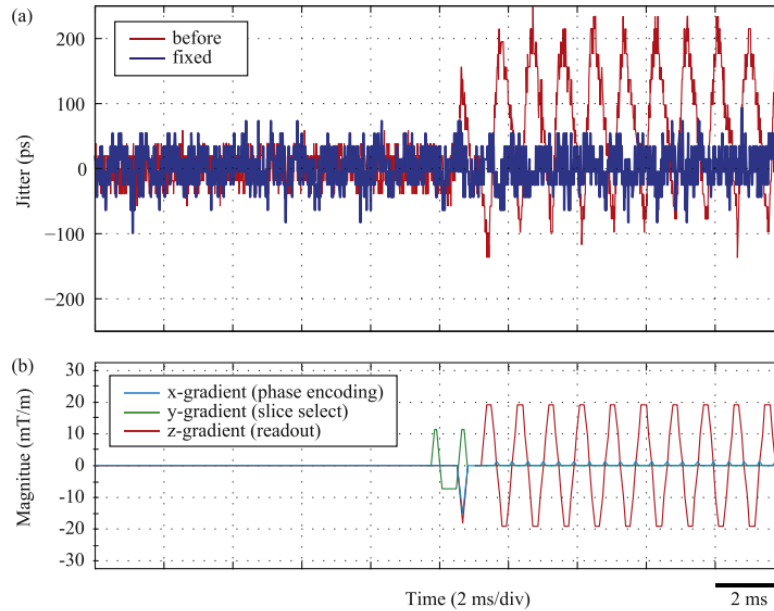 (a)
200
100
0
−100
−200
Jitter (ps)
before
fixed
(b)
30
20
10
0
-10
-20
-30
Magnitue (mT/m)
x-gradient (phase encoding)
y-gradient (slice select)
z-gradient (readout)
Time (2 ms/div)
2 ms